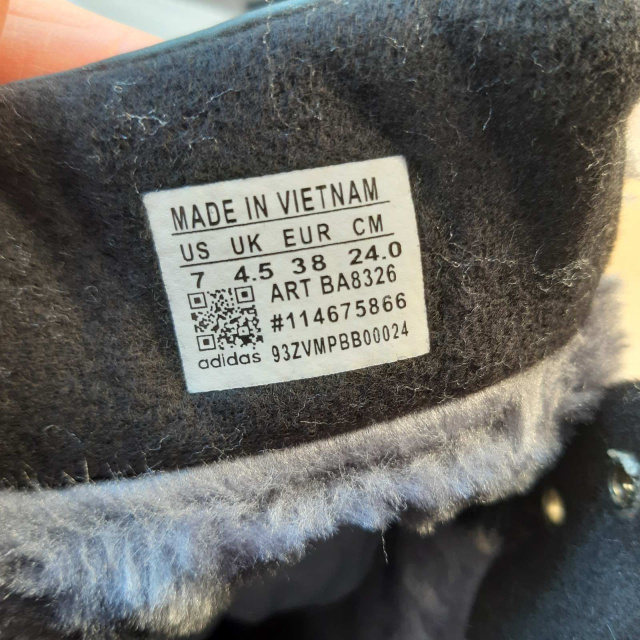 MADE IN VIETNAM
US UK EUR CM
7 4.5 38 24.0
ART BA8326
#114675866
adidas 93ZVMPBB00024